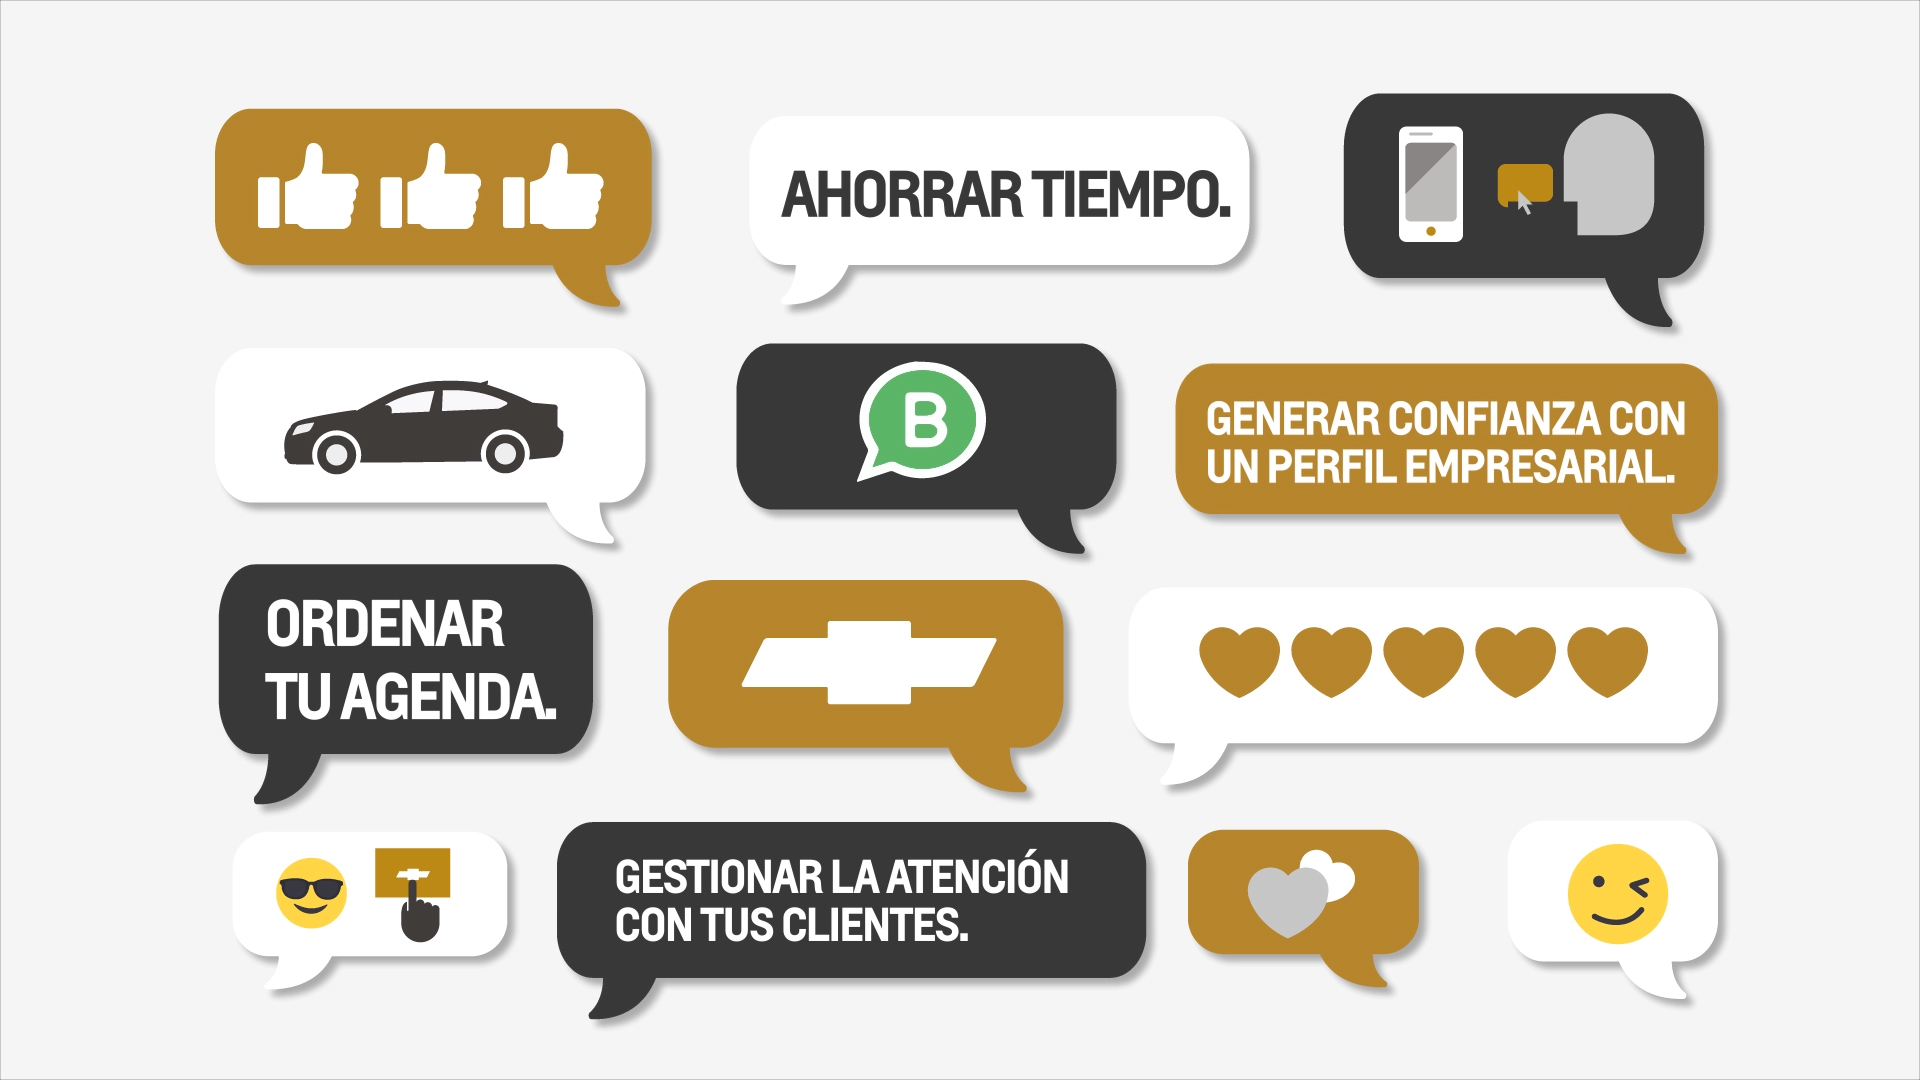 AHORRAR TIEMPO.
B
GENERAR CONFIANZA CON
UN PERFIL EMPRESARIAL.
ORDENAR
TU AGENDA.
GESTIONAR LA ATENCIÓN
CON TUS CLIENTES.